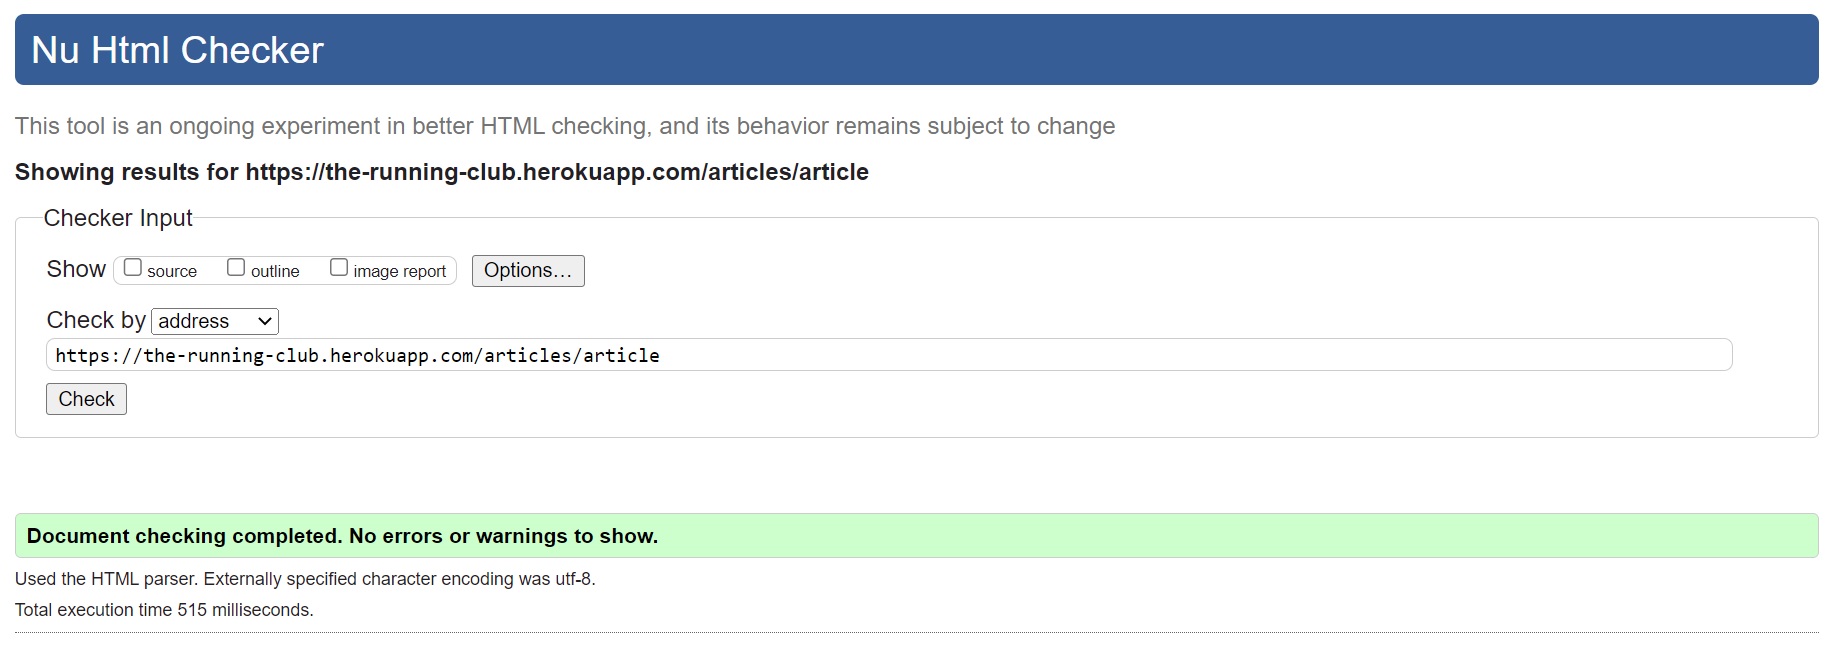 Nu Html Checker
This tool is an ongoing experiment in better HTML checking, and its behavior remains subject to change
Showing results for https://the-running-club.herokuapp.com/articles/article
Checker Input
Show source outline image report Options...
Check by address
https://the-running-club.herokuapp.com/articles/article
Check
Document checking completed. No errors or warnings to show.
Used the HTML parser. Externally specified character encoding was utf-8.
Total execution time 515 milliseconds.